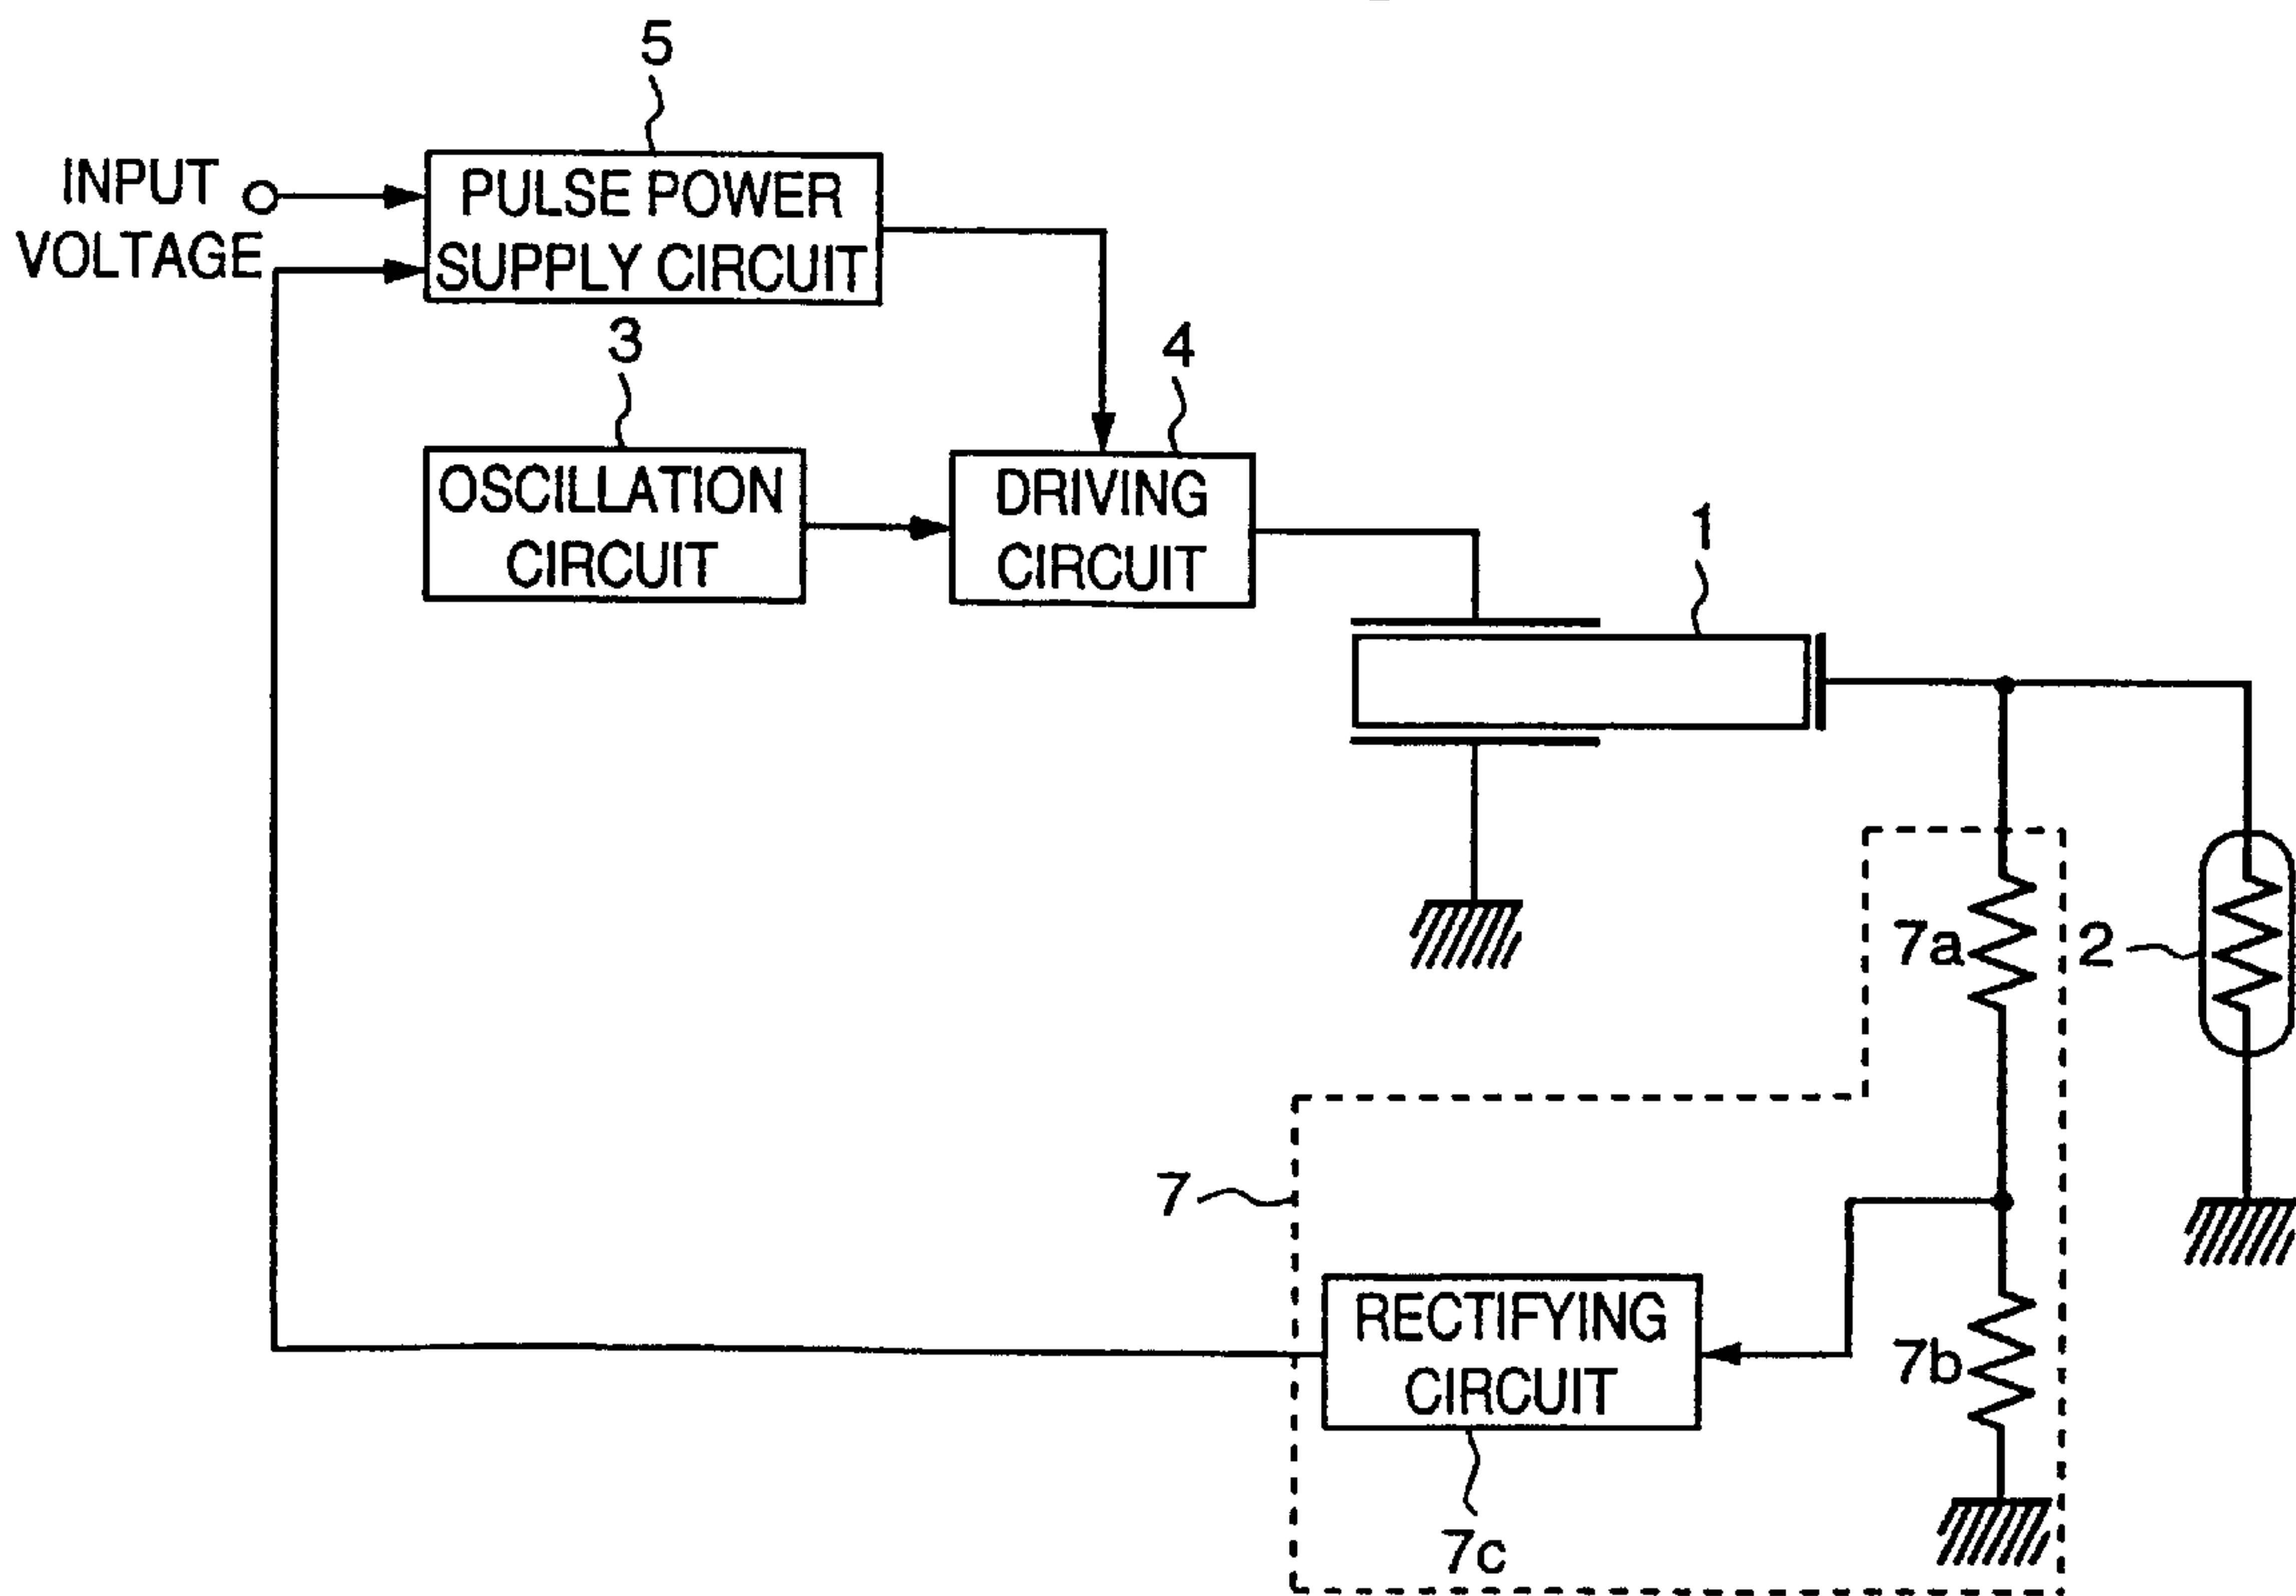 5
INPUT
VOLTAGE
PULSE POWER
SUPPLY CIRCUIT
3
4
OSCILLATION
CIRCUIT
DRIVING
CIRCUIT
1
7a
2
7
RECTIFYING
CIRCUIT
7b
7c